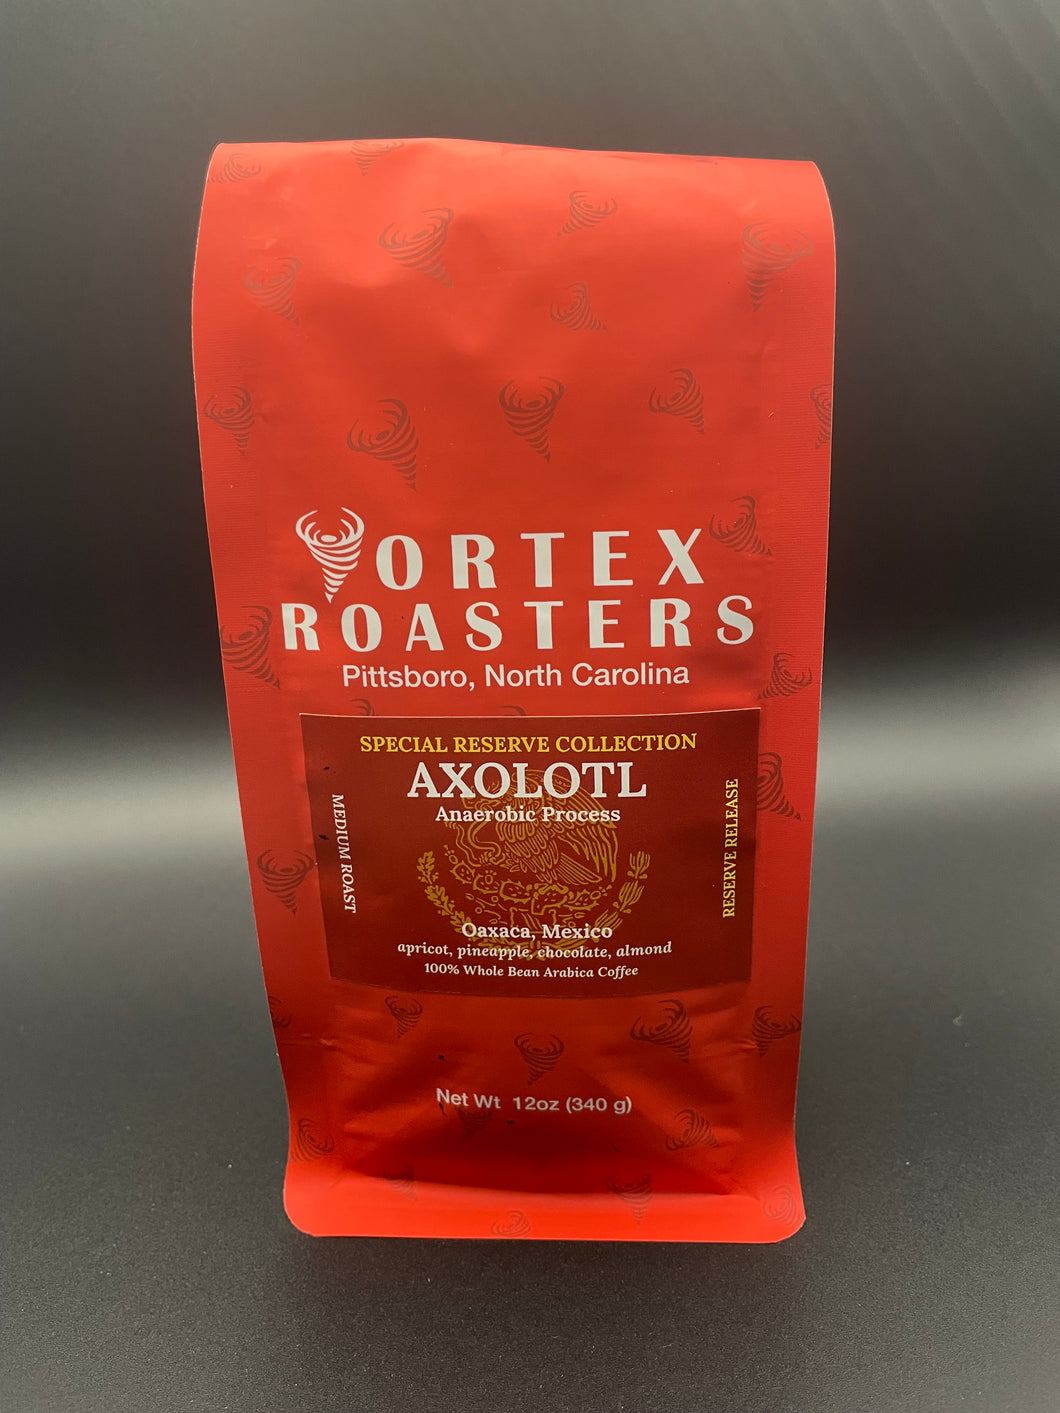 VORTEX
ROASTERS
Pittsboro, North Carolina
SPECIAL RESERVE COLLECTION
AXOLOTL
Anaerobic Process
MEDIUM ROAST
RESERVE RELEASE
Oaxaca, Mexico
apricot, pineapple, chocolate, almond
100% Whole Bean Arabica Coffee
Net Wt 12oz (340 g)